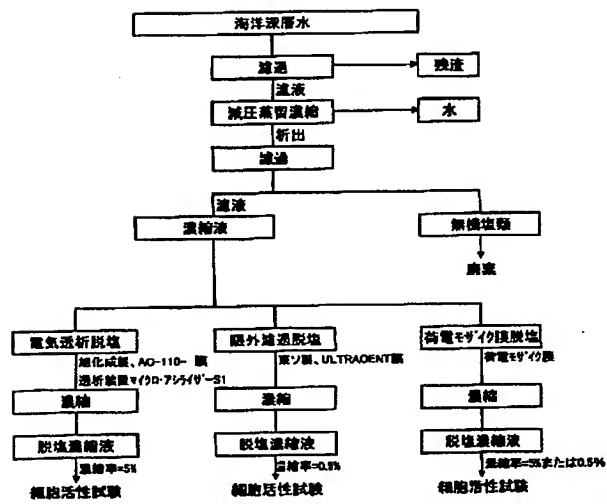 海洋深層水
濾過
残渣
濾液
減圧蒸留濃縮
水
析出
濾過
濾液
濃縮液
無機塩類
廃棄
電気透析脱塩
限外濾過脱塩
荷電モザイク膜脱塩
旭化成製、AC-110- 膜
東ソ製、ULTRACENT膜
荷電モザイク膜
透析装置マイクロ・アシライザーS1
濃縮
濃縮
濃縮
脱塩濃縮液
脱塩濃縮液
脱塩濃縮液
濃縮率=5%
濃縮率=0.5%
濃縮率=5%または0.5%
細胞活性試験
細胞活性試験
細胞活性試験